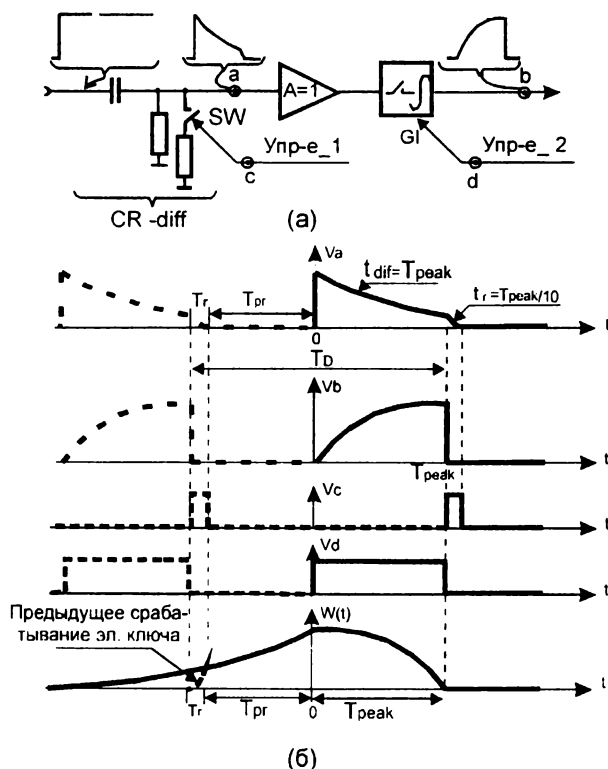 a
b
A=1
SW
Упр-е_1
GI
Упр-е_2
c
d
CR -diff
(а)
Va
t dif=Tpeak
tr=Tpeak/10
Tr
Tpr
0
t
TD
Vb
t
Tpeak
Vc
t
Vd
t
Предыдущее сраба-
тывание эл. ключа
W(t)
t
Tr
Tpr
0
Tpeak
(б)